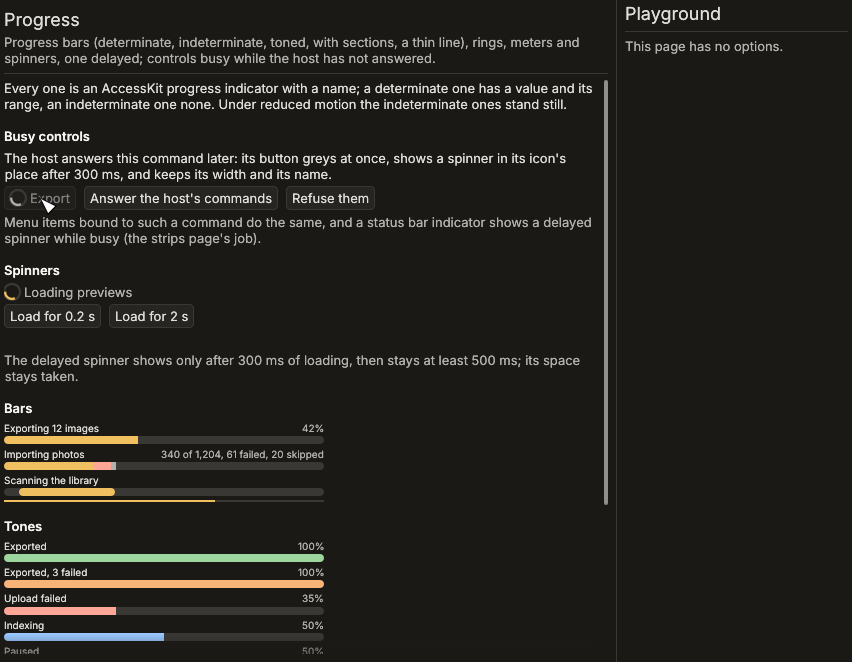 Progress
Progress bars (determinate, indeterminate, toned, with sections, a thin line), rings, meters and
spinners, one delayed; controls busy while the host has not answered.
Every one is an AccessKit progress indicator with a name; a determinate one has a value and its
range, an indeterminate one none. Under reduced motion the indeterminate ones stand still.
Busy controls
The host answers this command later: its button greys at once, shows a spinner in its icon's
place after 300 ms, and keeps its width and its name.
Export Answer the host's commands Refuse them
Menu items bound to such a command do the same, and a status bar indicator shows a delayed
spinner while busy (the strips page's job).
Spinners
Loading previews
Load for 0.2 s Load for 2 s
The delayed spinner shows only after 300 ms of loading, then stays at least 500 ms; its space
stays taken.
Bars
Exporting 12 images 42%
Importing photos 340 of 1,204, 61 failed, 20 skipped
Scanning the library
Tones
Exported 100%
Exported, 3 failed 100%
Upload failed 35%
Indexing 50%
Paused 50%
Playground
This page has no options.